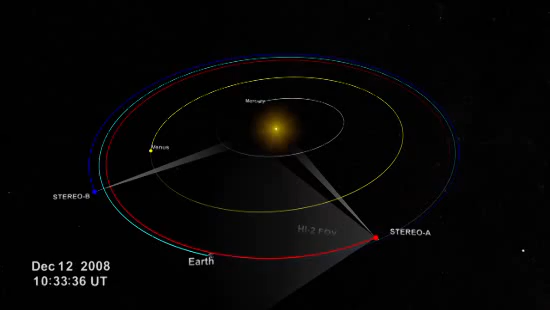 Mercury
Venus
STEREO-B
HI-2 FOV
STEREO-A
Earth
Dec 12 2008
10:33:36 UT